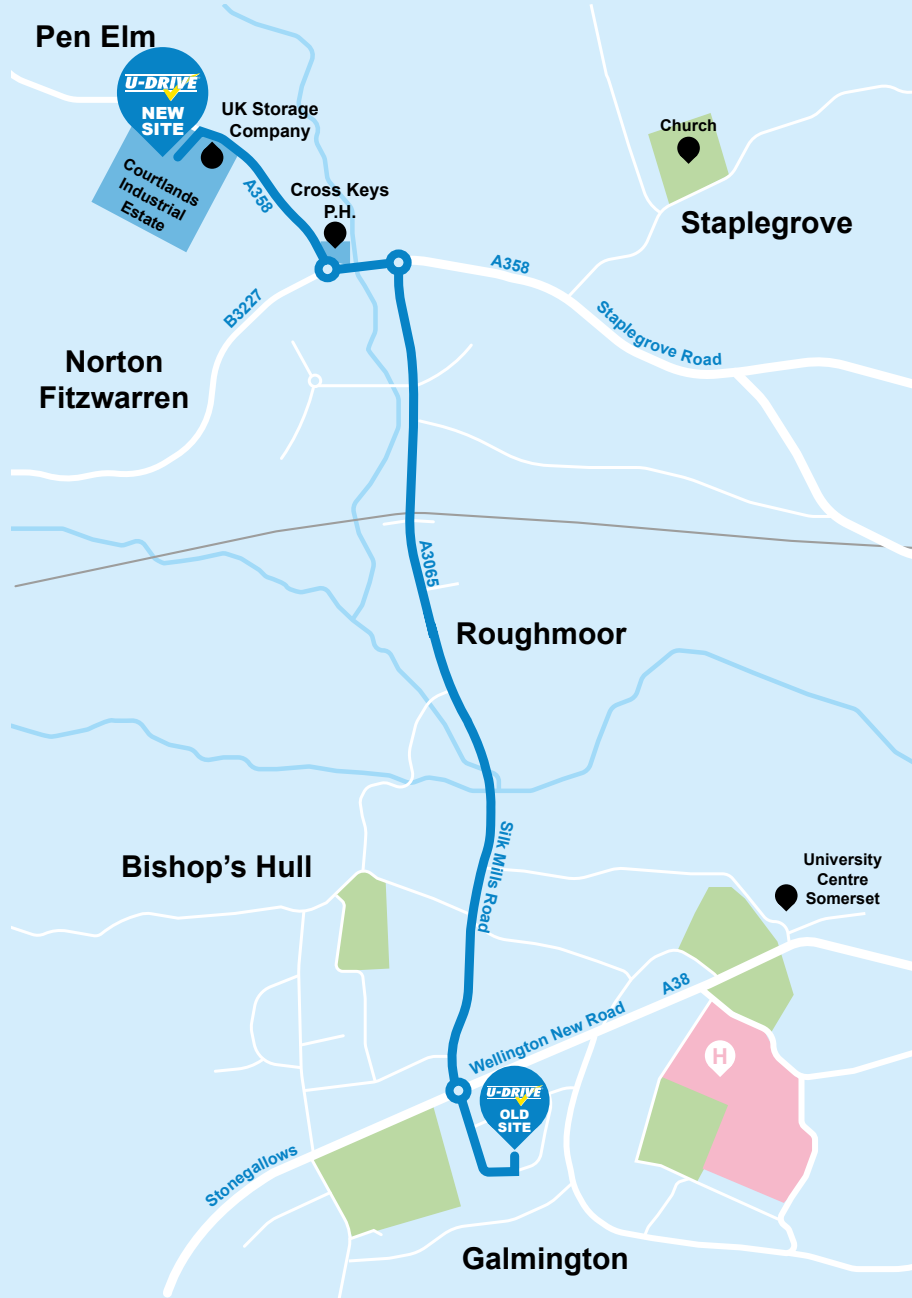 Pen Elm
U-DRIVE
NEW
SITE
UK Storage
Company
Courtlands
Industrial
Estate
A358
Cross Keys
P.H.
Church
Staplegrove
A358
B3227
Staplegrove Road
Norton
Fitzwarren
A3065
Roughmoor
Silk Mills Road
Bishop's Hull
University
Centre
Somerset
A38
Wellington New Road
H
U-DRIVE
OLD
SITE
Stonegallows
Galmington